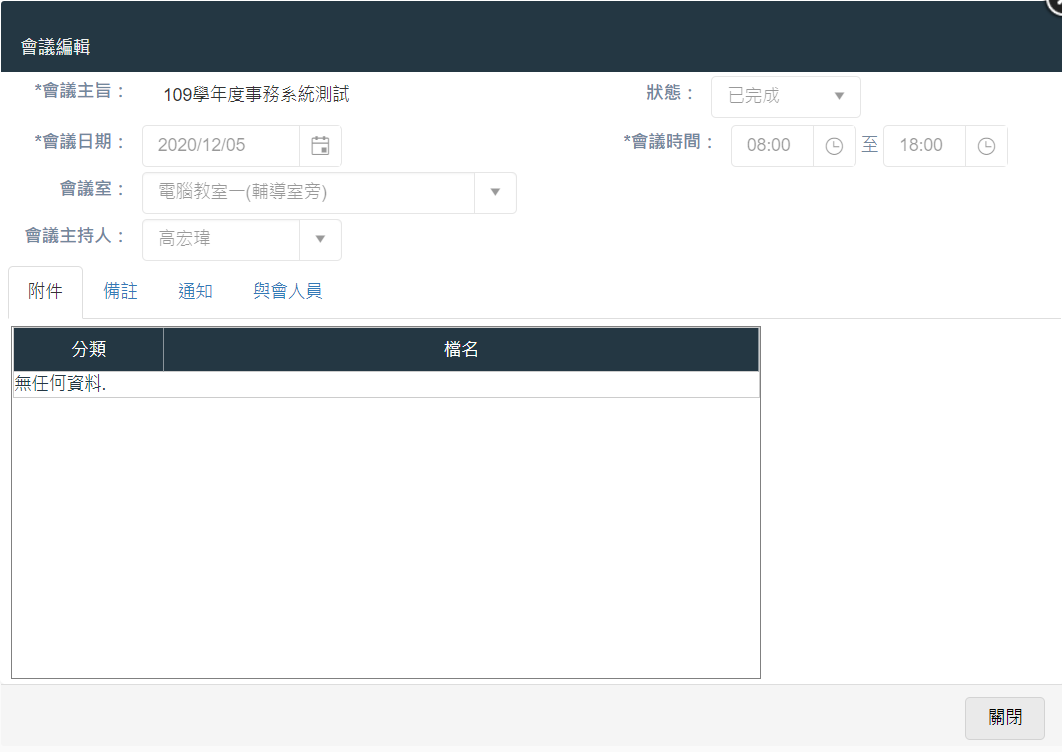 會議編輯
*會議主旨： 109學年度事務系統測試 狀態： 已完成
*會議日期： 2020/12/05 *會議時間： 08:00 至 18:00
會議室： 電腦教室一(輔導室旁)
會議主持人： 高宏瑋
附件 備註 通知 與會人員
分類 檔名
無任何資料.
關閉